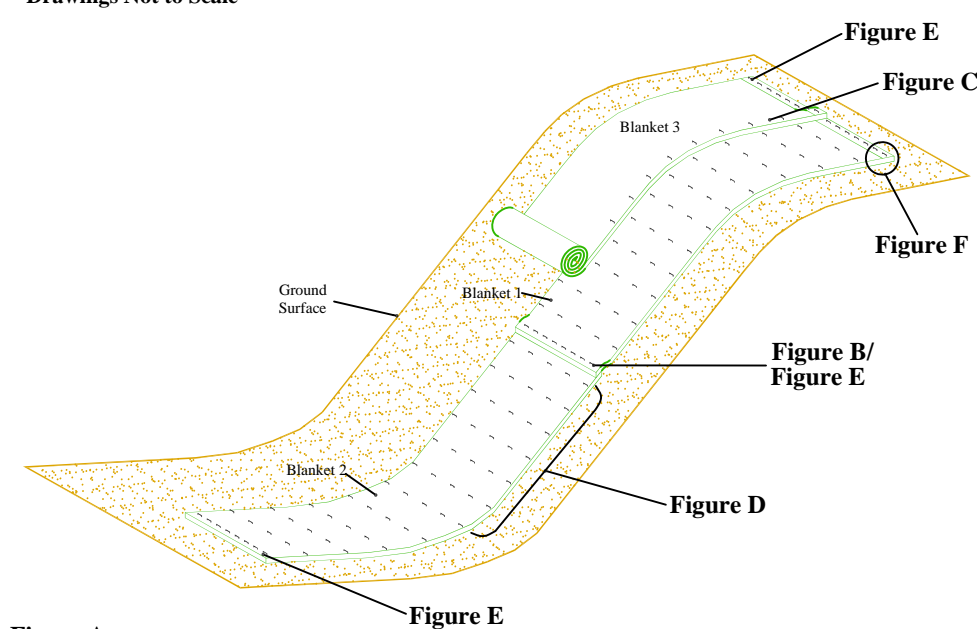 Drawings Not to Scale
Figure E
Figure C
Blanket 3
Figure F
Ground
Surface
Blanket 1
Figure B/
Figure E
Blanket 2
Figure D
Figure E